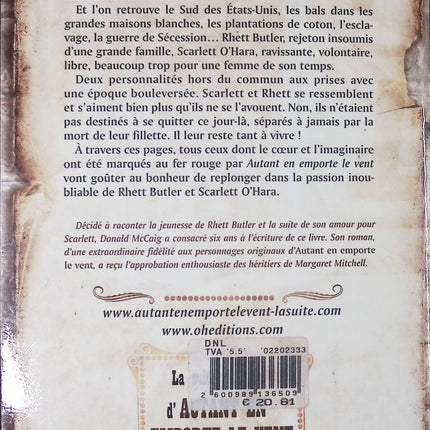 Et l'on retrouve le Sud des États-Unis, les bals dans les
grandes maisons blanches, les plantations de coton, l'escla-
vage, la guerre de Sécession... Rhett Butler, rejeton insoumis
d'une grande famille, Scarlett O'Hara, ravissante, volontaire,
libre, beaucoup trop pour une femme de son temps.
Deux personnalités hors du commun aux prises avec
une époque bouleversée. Scarlett et Rhett se ressemblent
et s'aiment bien plus qu'ils ne se l'avouent. Non, ils n'étaient
pas destinés à se quitter ce jour-là, séparés à jamais par la
mort de leur fillette. Il leur reste tant à vivre !
À travers ces pages, tous ceux dont le cœur et l'imaginaire
ont été marqués au fer rouge par Autant en emporte le vent
vont goûter au bonheur de replonger dans la passion inou-
bliable de Rhett Butler et Scarlett O'Hara.
Décidé à raconter la jeunesse de Rhett Butler et la suite de son amour pour
Scarlett, Donald McCaig a consacré six ans à l'écriture de ce livre. Son roman,
d'une extraordinaire fidélité aux personnages originaux d'Autant en emporte
le vent, a reçu l'approbation enthousiaste des héritiers de Margaret Mitchell.
www.autantenemportelevent-lasuite.com
www.oheditions.com
DNL
TVA '5.5' '02202333
2 600989 136509
€ 20.81
La
d'AUTANT EN
EMPORTE LE VENT